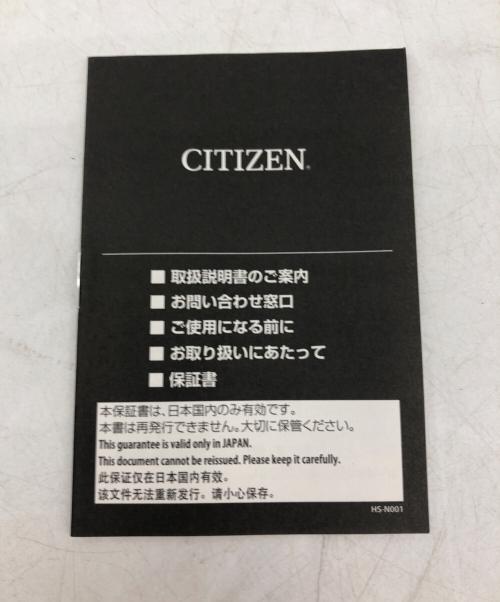 CITIZEN®
■ 取扱説明書のご案内
■ お問い合わせ窓口
■ ご使用になる前に
■ お取り扱いにあたって
■ 保証書
本保証書は、日本国内のみ有効です。
本書は再発行できません。大切に保管ください。
This guarantee is valid only in JAPAN.
This document cannot be reissued. Please keep it carefully.
此保证仅在日本国内有效。
该文件无法重新发行。请小心保存。
HS-N001